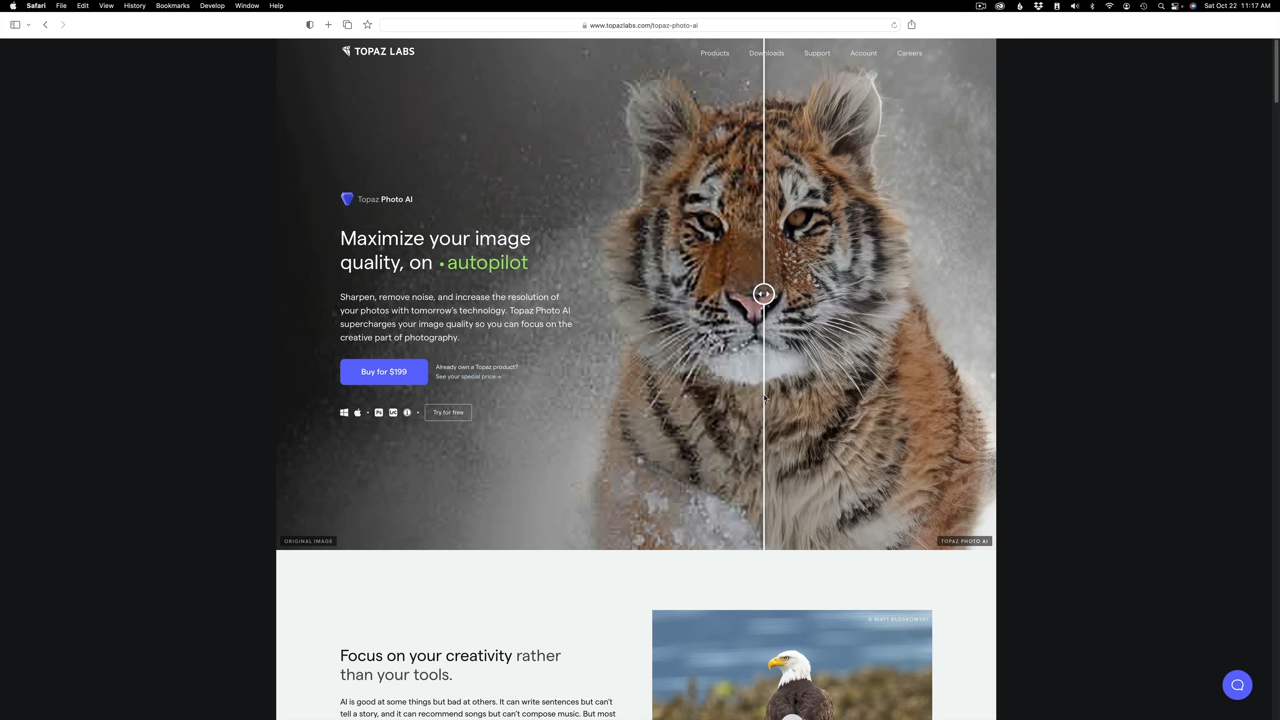 Safari File Edit View History Bookmarks Develop Window Help
Sat Oct 22 11:17 AM
www.topazlabs.com/topaz-photo-ai
TOPAZ LABS
Products Downloads Support Account Careers
Topaz Photo AI
Maximize your image
quality, on • autopilot
Sharpen, remove noise, and increase the resolution of
your photos with tomorrow's technology. Topaz Photo AI
supercharges your image quality so you can focus on the
creative part of photography.
Buy for $199
Already own a Topaz product?
See your special price→
Try for free
ORIGINAL IMAGE
TOPAZ PHOTO AI
© MATT KLOSKOWSKI
Focus on your creativity rather
than your tools.
AI is good at some things but bad at others. It can write sentences but can't
tell a story, and it can recommend songs but can't compose music. But most